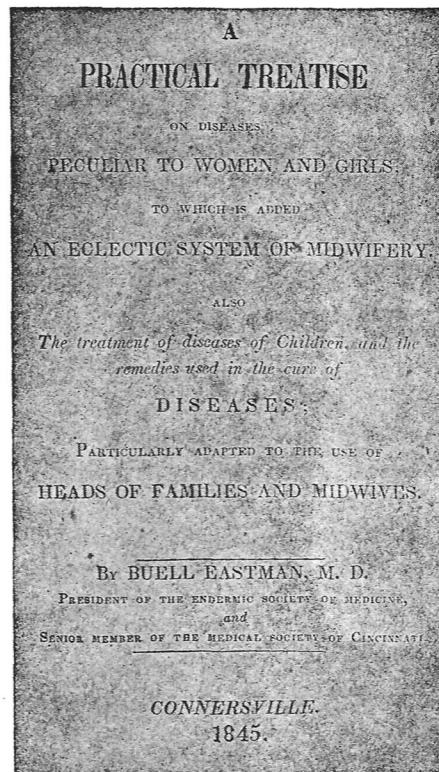 A
PRACTICAL TREATISE
ON DISEASES
PECULIAR TO WOMEN AND GIRLS;
TO WHICH IS ADDED
AN ECLECTIC SYSTEM OF MIDWIFERY.
ALSO
The treatment of diseases of Children, and the
remedies used in the cure of
DISEASES:
PARTICULARLY ADAPTED TO THE USE OF
HEADS OF FAMILIES AND MIDWIVES.
BY BUELL EASTMAN, M. D.
PRESIDENT OF THE ENDERMIC SOCIETY OF MEDICINE,
and
SENIOR MEMBER OF THE MEDICAL SOCIETY OF CINCINNATI.
CONNERSVILLE.
1845.